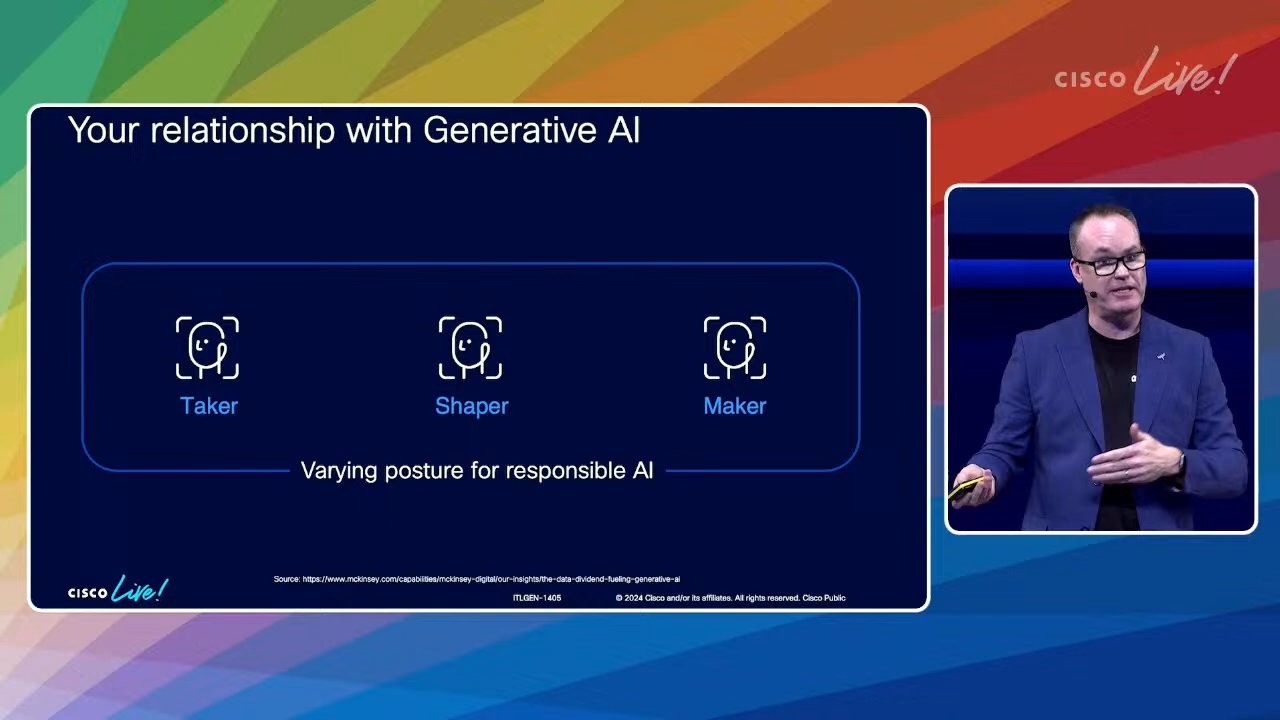 CISCO Live!
Your relationship with Generative AI
Taker
Shaper
Maker
Varying posture for responsible AI
Source: https://www.mckinsey.com/capabilities/mckinsey-digital/our-insights/the-data-dividend-fueling-generative-ai
CISCO Live!
ITLGEN-1405
© 2024 Cisco and/or its affiliates. All rights reserved. Cisco Public